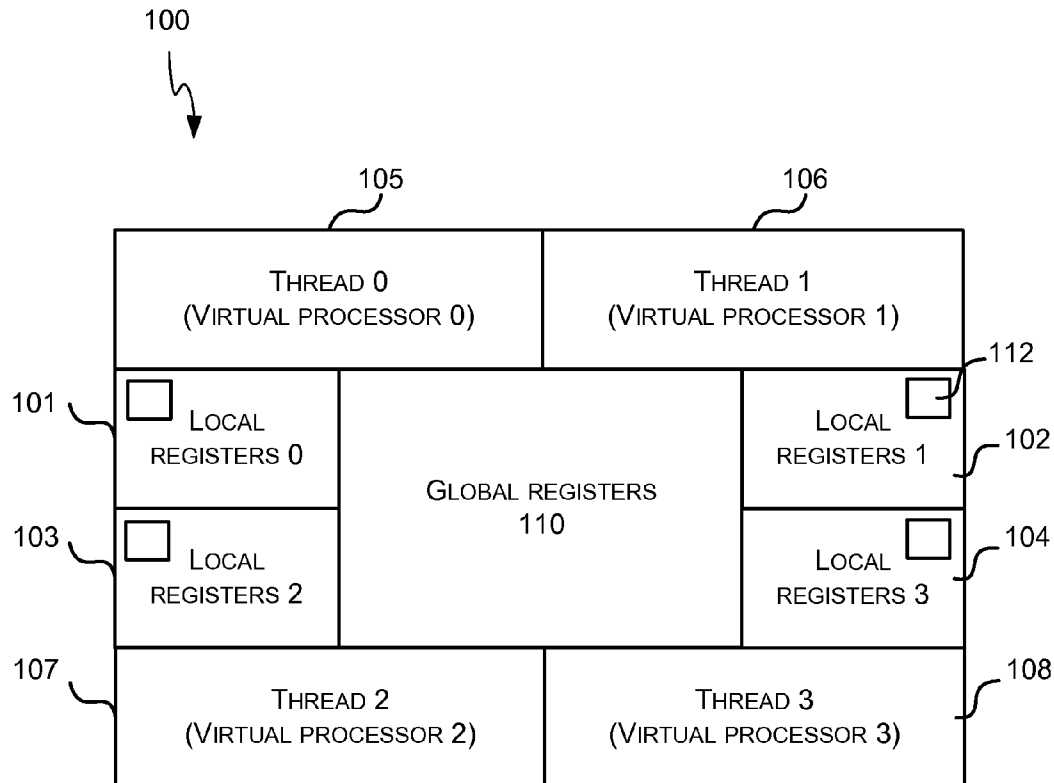 100
105
106
THREAD 0
(VIRTUAL PROCESSOR 0)
THREAD 1
(VIRTUAL PROCESSOR 1)
112
101
LOCAL
REGISTERS 0
LOCAL
REGISTERS 1
102
GLOBAL REGISTERS
110
103
LOCAL
REGISTERS 2
LOCAL
REGISTERS 3
104
107
THREAD 2
(VIRTUAL PROCESSOR 2)
THREAD 3
(VIRTUAL PROCESSOR 3)
108